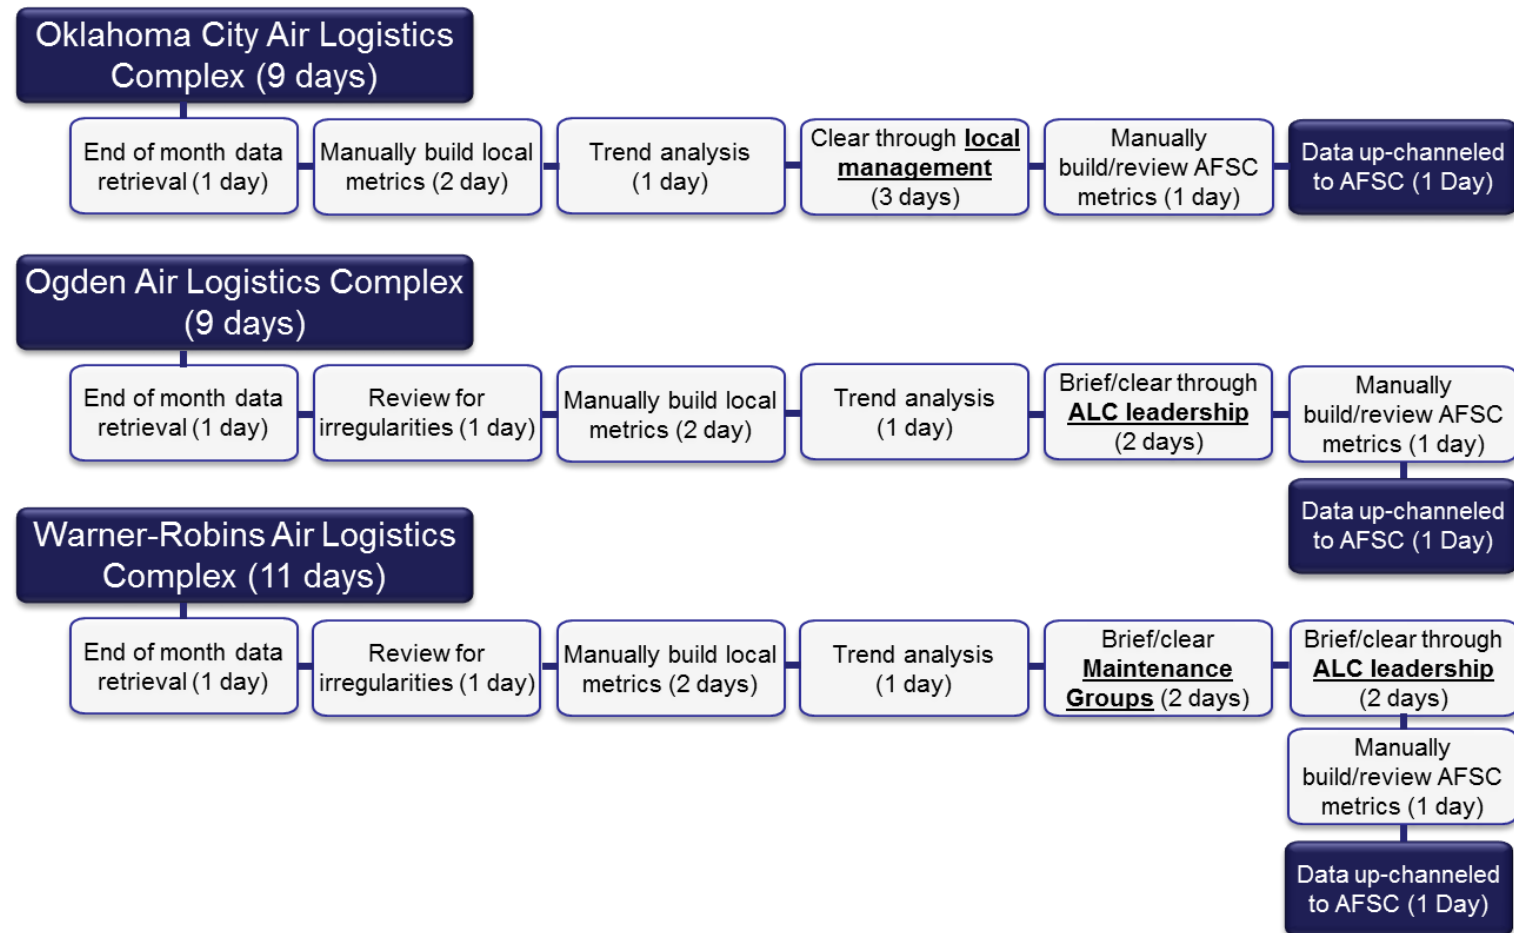 Oklahoma City Air Logistics
Complex (9 days)
End of month data
retrieval (1 day)
Manually build local
metrics (2 day)
Trend analysis
(1 day)
Clear through local
management
(3 days)
Manually
build/review AFSC
metrics (1 day)
Data up-channeled
to AFSC (1 Day)
Ogden Air Logistics Complex
(9 days)
End of month data
retrieval (1 day)
Review for
irregularities (1 day)
Manually build local
metrics (2 day)
Trend analysis
(1 day)
Brief/clear through
ALC leadership
(2 days)
Manually
build/review AFSC
metrics (1 day)
Data up-channeled
to AFSC (1 Day)
Warner-Robins Air Logistics
Complex (11 days)
End of month data
retrieval (1 day)
Review for
irregularities (1 day)
Manually build local
metrics (2 days)
Trend analysis
(1 day)
Brief/clear
Maintenance
Groups (2 days)
Brief/clear through
ALC leadership
(2 days)
Manually
build/review AFSC
metrics (1 day)
Data up-channeled
to AFSC (1 Day)